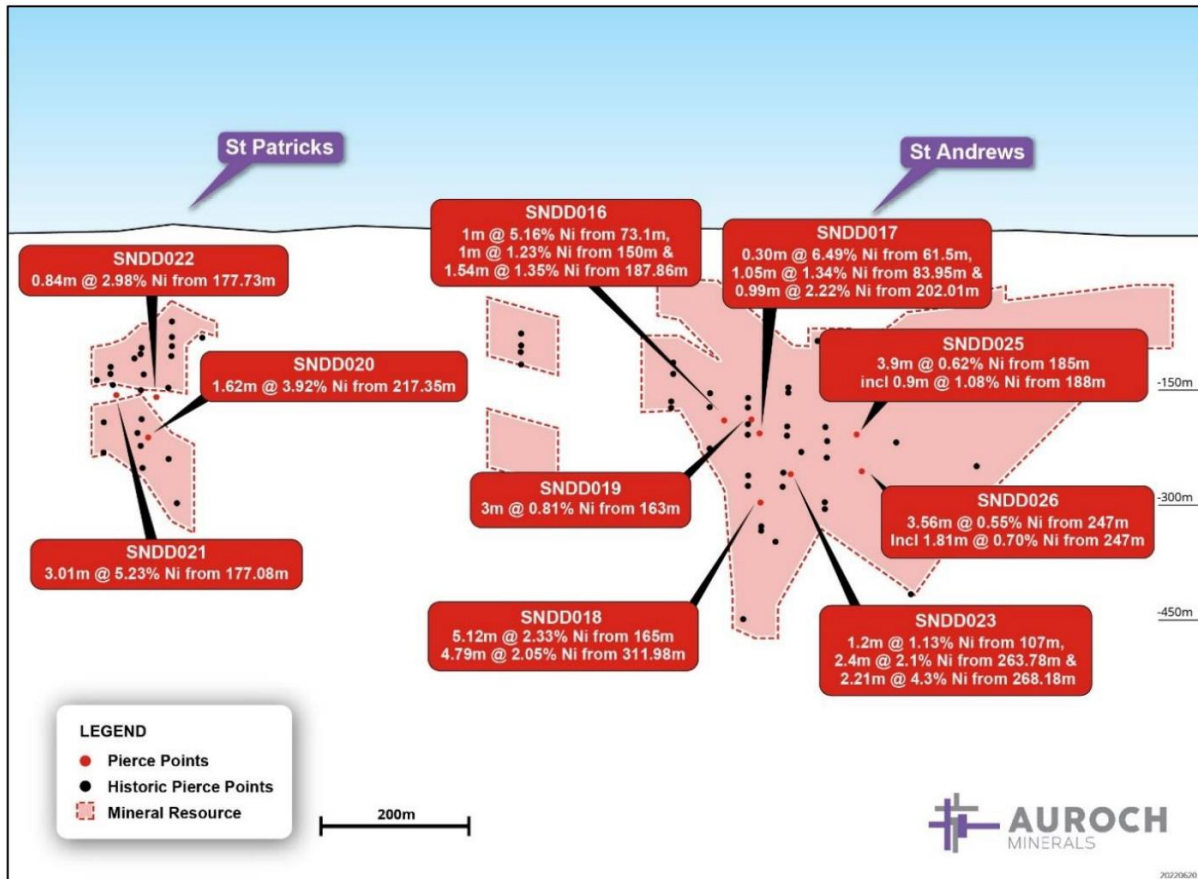 St Patricks
St Andrews
SNDD016
1m @ 5.16% Ni from 73.1m,
1m @ 1.23% Ni from 150m &
1.54m @ 1.35% Ni from 187.86m
SNDD017
0.30m @ 6.49% Ni from 61.5m,
1.05m @ 1.34% Ni from 83.95m &
0.99m @ 2.22% Ni from 202.01m
SNDD022
0.84m @ 2.98% Ni from 177.73m
SNDD020
1.62m @ 3.92% Ni from 217.35m
SNDD025
3.9m @ 0.62% Ni from 185m
incl 0.9m @ 1.08% Ni from 188m
-150m
SNDD019
3m @ 0.81% Ni from 163m
SNDD026
3.56m @ 0.55% Ni from 247m
Incl 1.81m @ 0.70% Ni from 247m
-300m
SNDD021
3.01m @ 5.23% Ni from 177.08m
SNDD018
5.12m @ 2.33% Ni from 165m
4.79m @ 2.05% Ni from 311.98m
SNDD023
1.2m @ 1.13% Ni from 107m,
2.4m @ 2.1% Ni from 263.78m &
2.21m @ 4.3% Ni from 268.18m
-450m
LEGEND
Pierce Points
Historic Pierce Points
Mineral Resource
200m
AUROCH
MINERALS
20220620